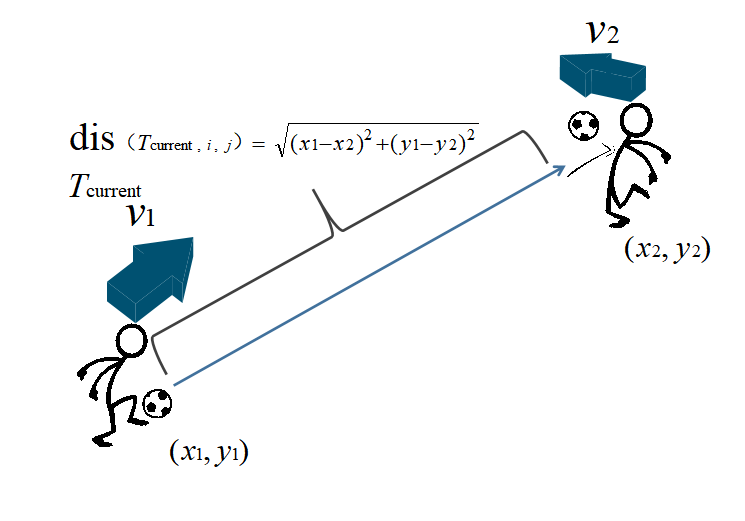 v2
dis （Tcurrent , i, j）= √(x1−x2)² +(y1−y2)²
Tcurrent
v1
(x2, y2)
(x1, y1)